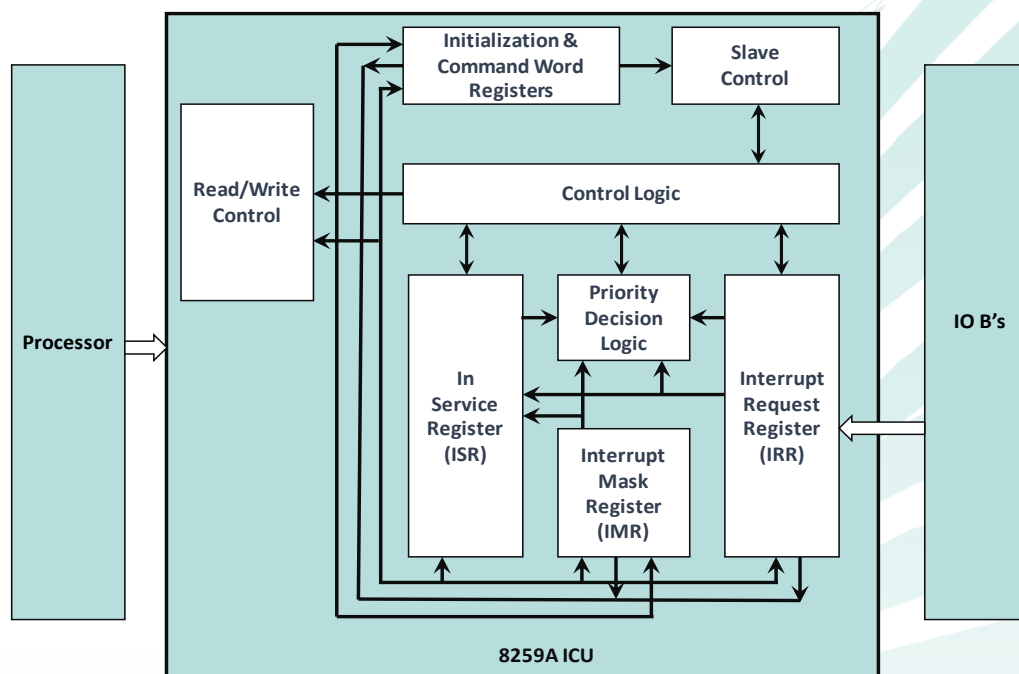 Initialization &
Command Word
Registers
Slave
Control
Read/Write
Control
Control Logic
Processor
In
Service
Register
(ISR)
Priority
Decision
Logic
Interrupt
Mask
Register
(IMR)
Interrupt
Request
Register
(IRR)
IO B's
8259A ICU